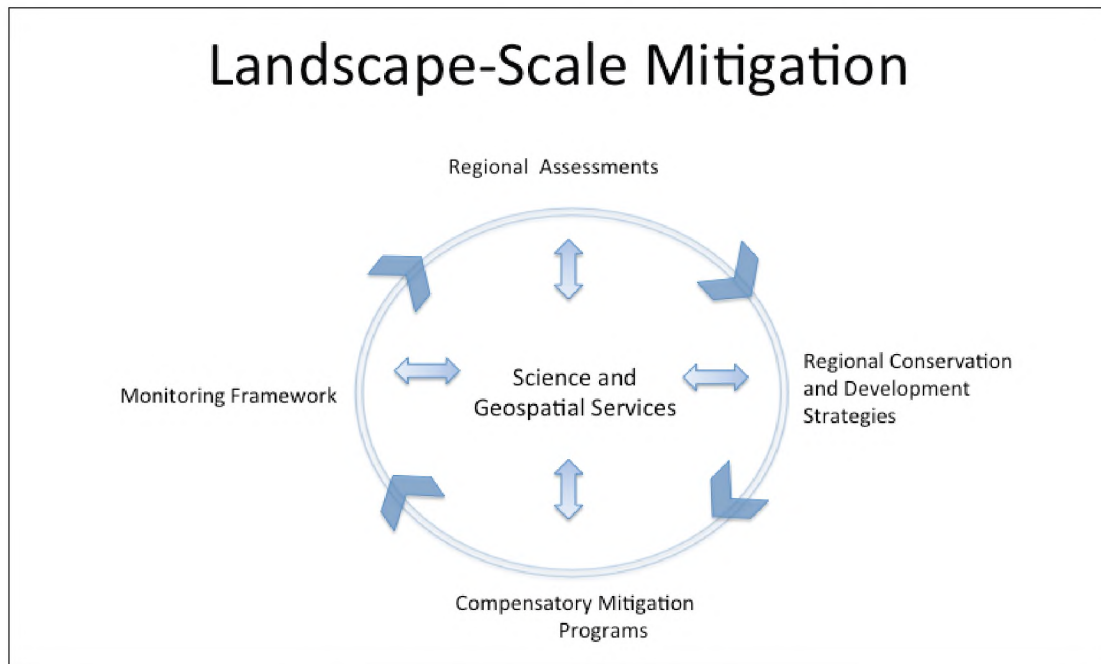 Landscape-Scale Mitigation
Regional Assessments
Regional Conservation
and Development
Strategies
Science and
Geospatial Services
Monitoring Framework
Compensatory Mitigation
Programs